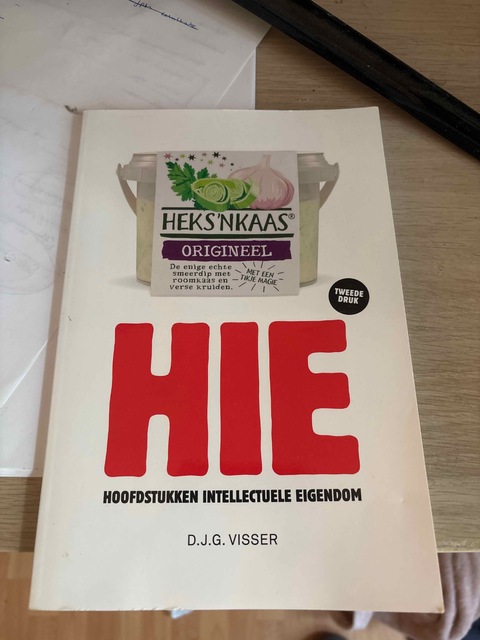 HEKS'NKAAS®
ORIGINEEL
De enige echte
smeerdip met
roomkaas en
verse kruiden.
MET EEN
TIKJE MAGIE
TWEEDE
DRUK
HIE
HOOFDSTUKKEN INTELLECTUELE EIGENDOM
D.J.G. VISSER